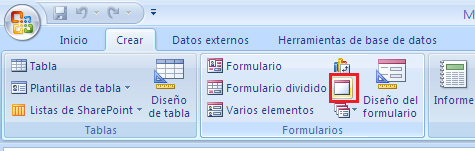 M
Inicio Crear Datos externos Herramientas de base de datos
Tabla
Plantillas de tabla
Listas de SharePoint
Diseño
de tabla
Tablas
Formulario
Formulario dividido
Varios elementos
Diseño del
formulario
Formularios
Informe